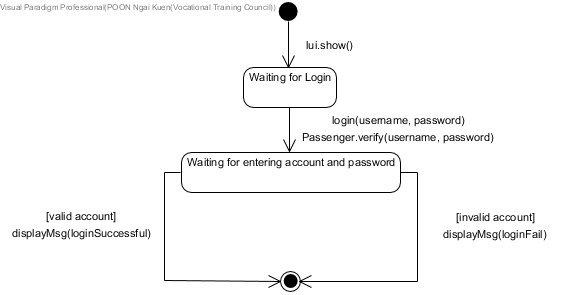 Visual Paradigm Professional(POON Ngai Kuen(Vocational Training Council))
lui.show()
Waiting for Login
login(username, password)
Passenger.verify(username, password)
Waiting for entering account and password
[valid account]
displayMsg(loginSuccessful)
[invalid account]
displayMsg(loginFail)